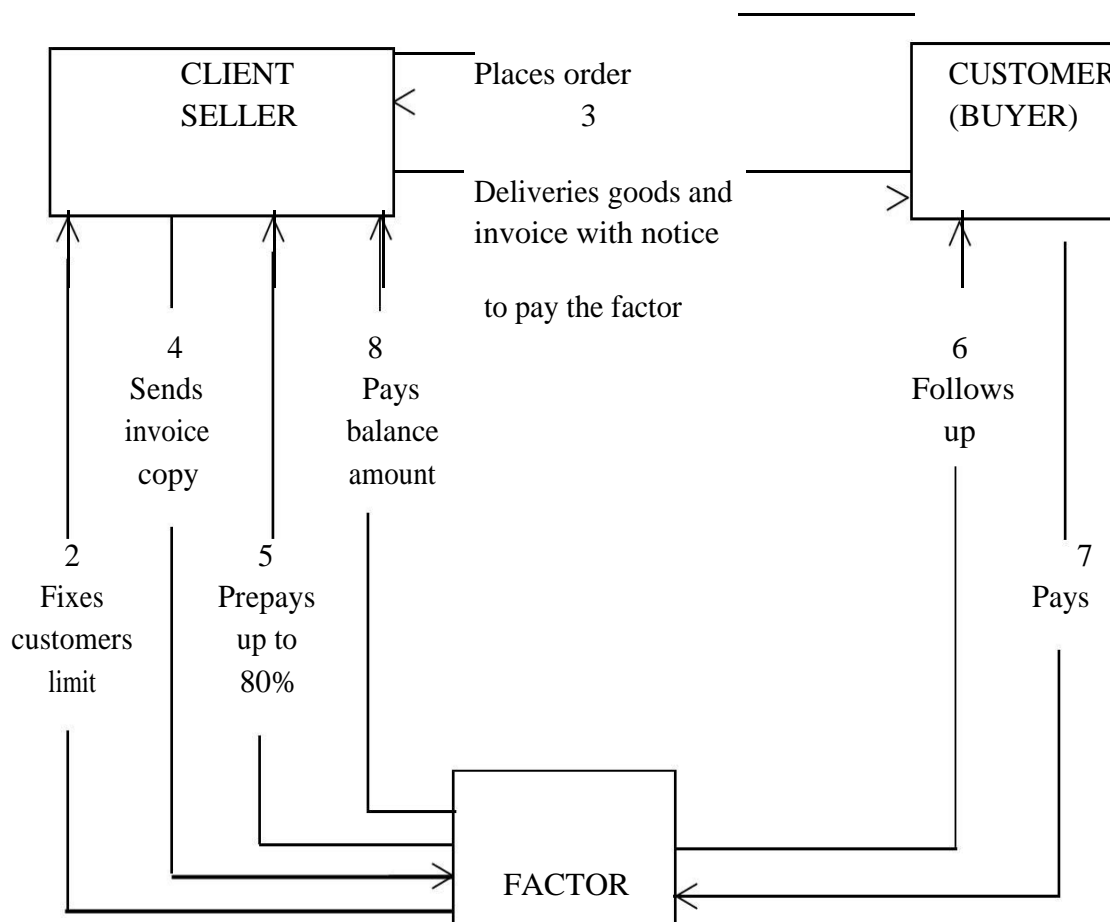 CLIENT
SELLER
Places order
3
CUSTOMER
(BUYER)
Deliveries goods and
invoice with notice
to pay the factor
4
Sends
invoice
copy
8
Pays
balance
amount
6
Follows
up
2
Fixes
customers
limit
5
Prepays
up to
80%
7
Pays
FACTOR